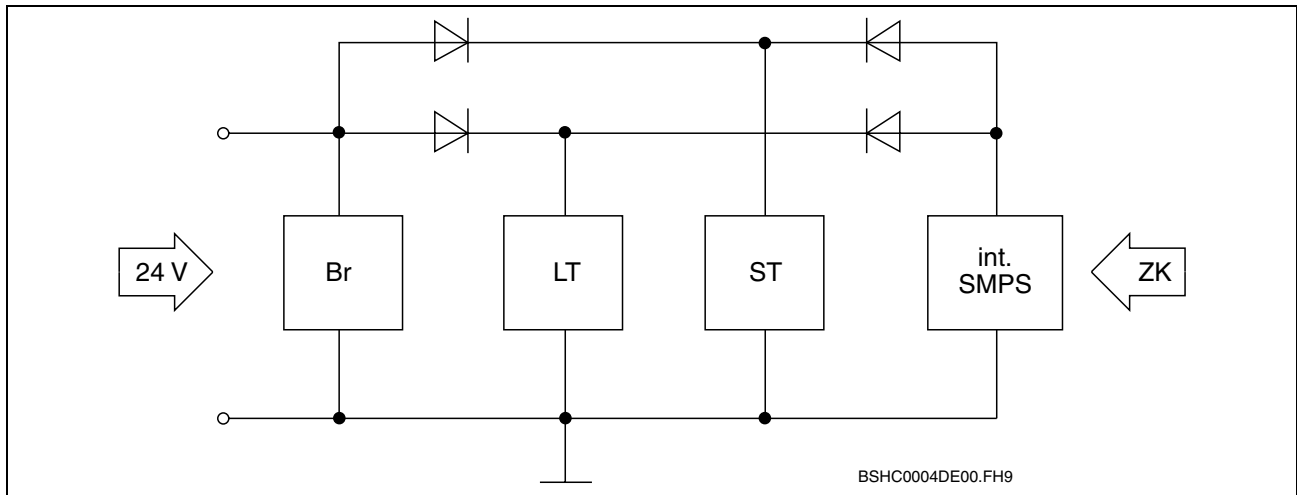 24 V
Br
LT
ST
int.
SMPS
ZK
BSHC0004DE00.FH9